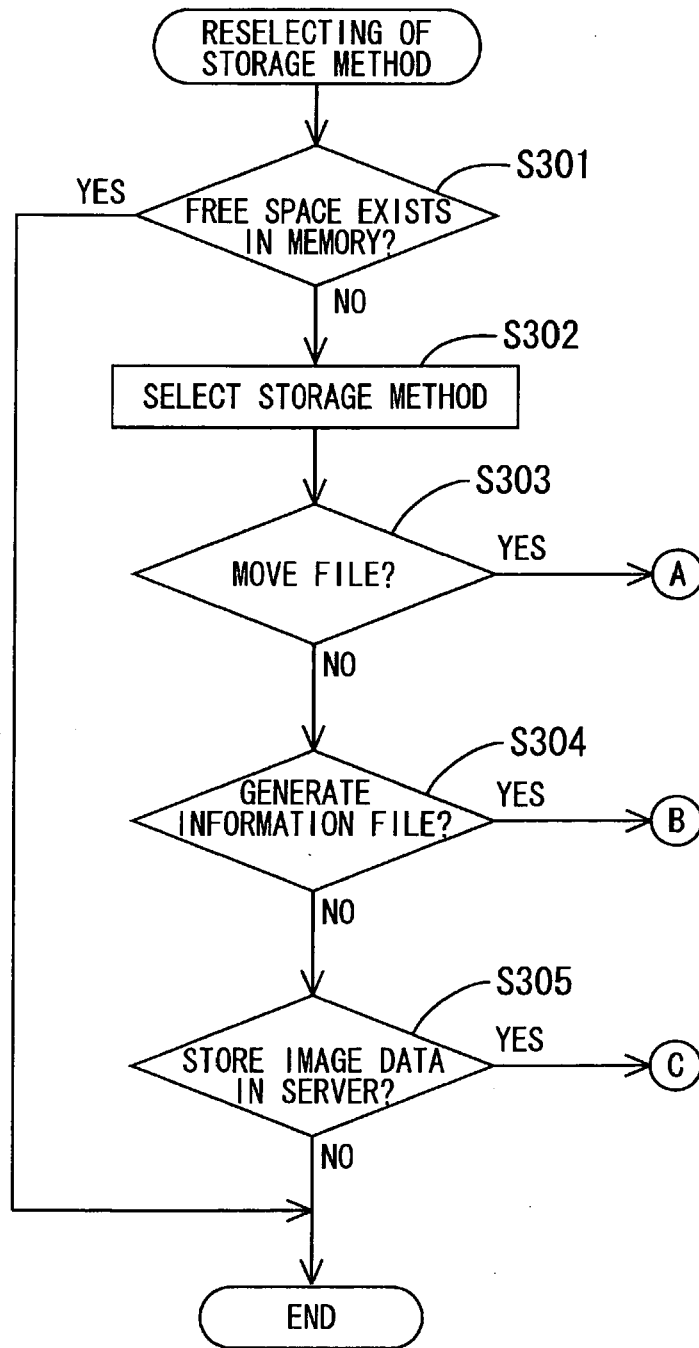 RESELECTING OF
STORAGE METHOD
S301
YES
FREE SPACE EXISTS
IN MEMORY?
NO
S302
SELECT STORAGE METHOD
S303
MOVE FILE?
YES
A
NO
S304
GENERATE
INFORMATION FILE?
YES
B
NO
S305
STORE IMAGE DATA
IN SERVER?
YES
C
NO
END